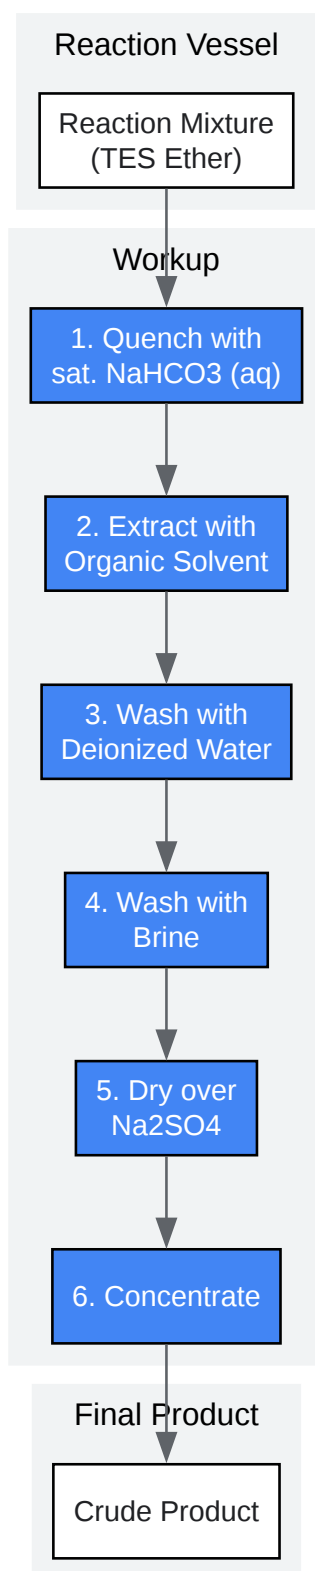 Reaction Vessel
Reaction Mixture
(TES Ether)
Workup
1. Quench with
sat. NaHCO3 (aq)
2. Extract with
Organic Solvent
3. Wash with
Deionized Water
4. Wash with
Brine
5. Dry over
Na2SO4
6. Concentrate
Final Product
Crude Product